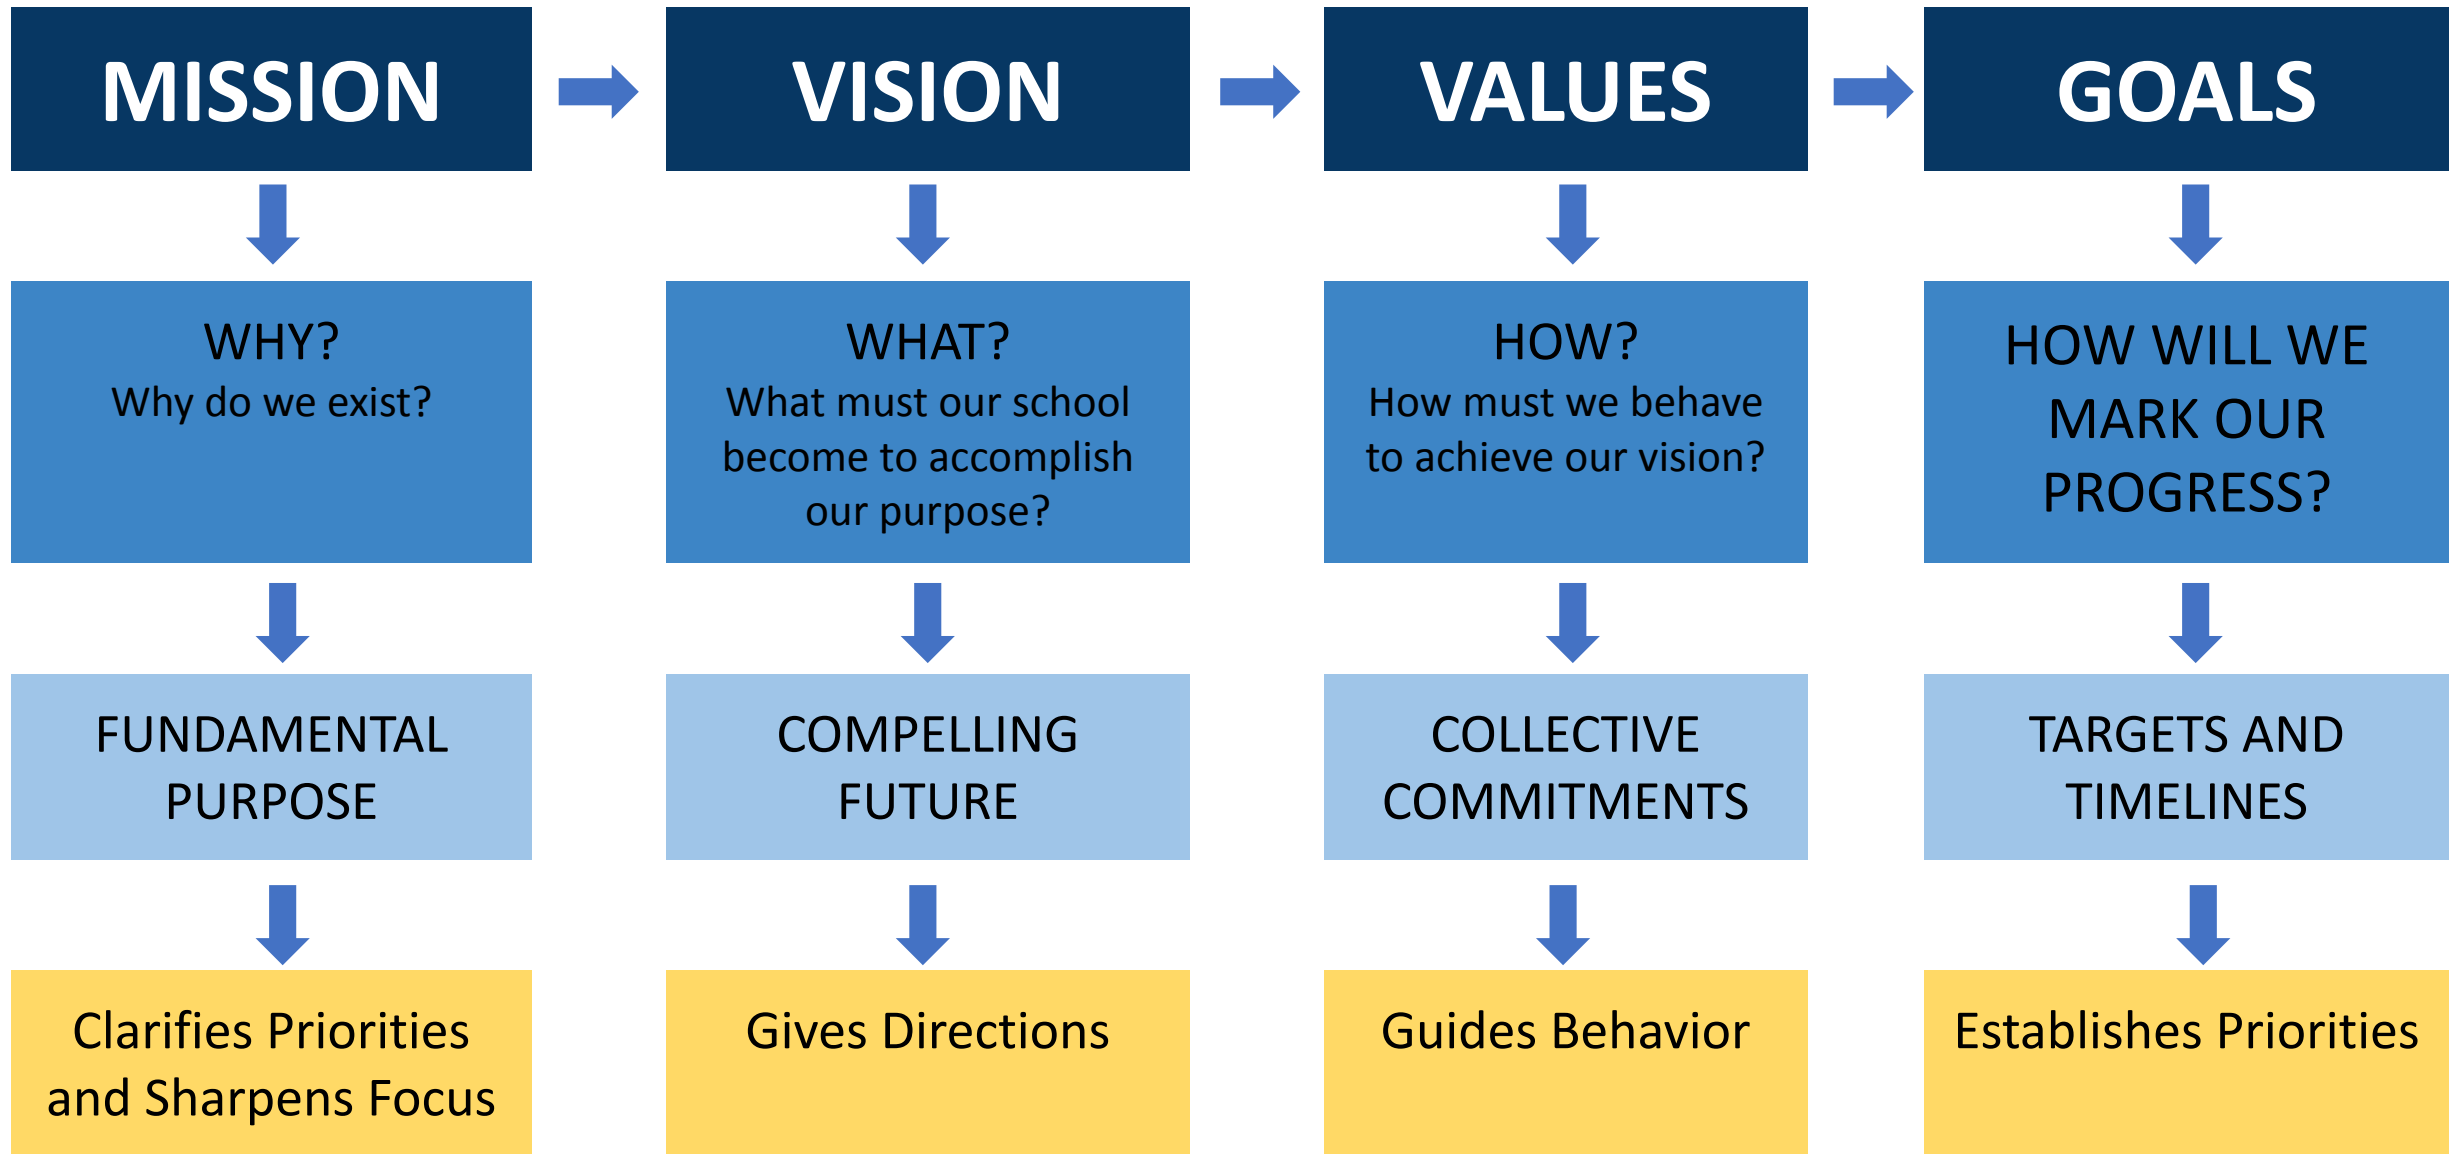 MISSION
VISION
VALUES
GOALS
WHY?
Why do we exist?
WHAT?
What must our school
become to accomplish
our purpose?
HOW?
How must we behave
to achieve our vision?
HOW WILL WE
MARK OUR
PROGRESS?
FUNDAMENTAL
PURPOSE
COMPELLING
FUTURE
COLLECTIVE
COMMITMENTS
TARGETS AND
TIMELINES
Clarifies Priorities
and Sharpens Focus
Gives Directions
Guides Behavior
Establishes Priorities